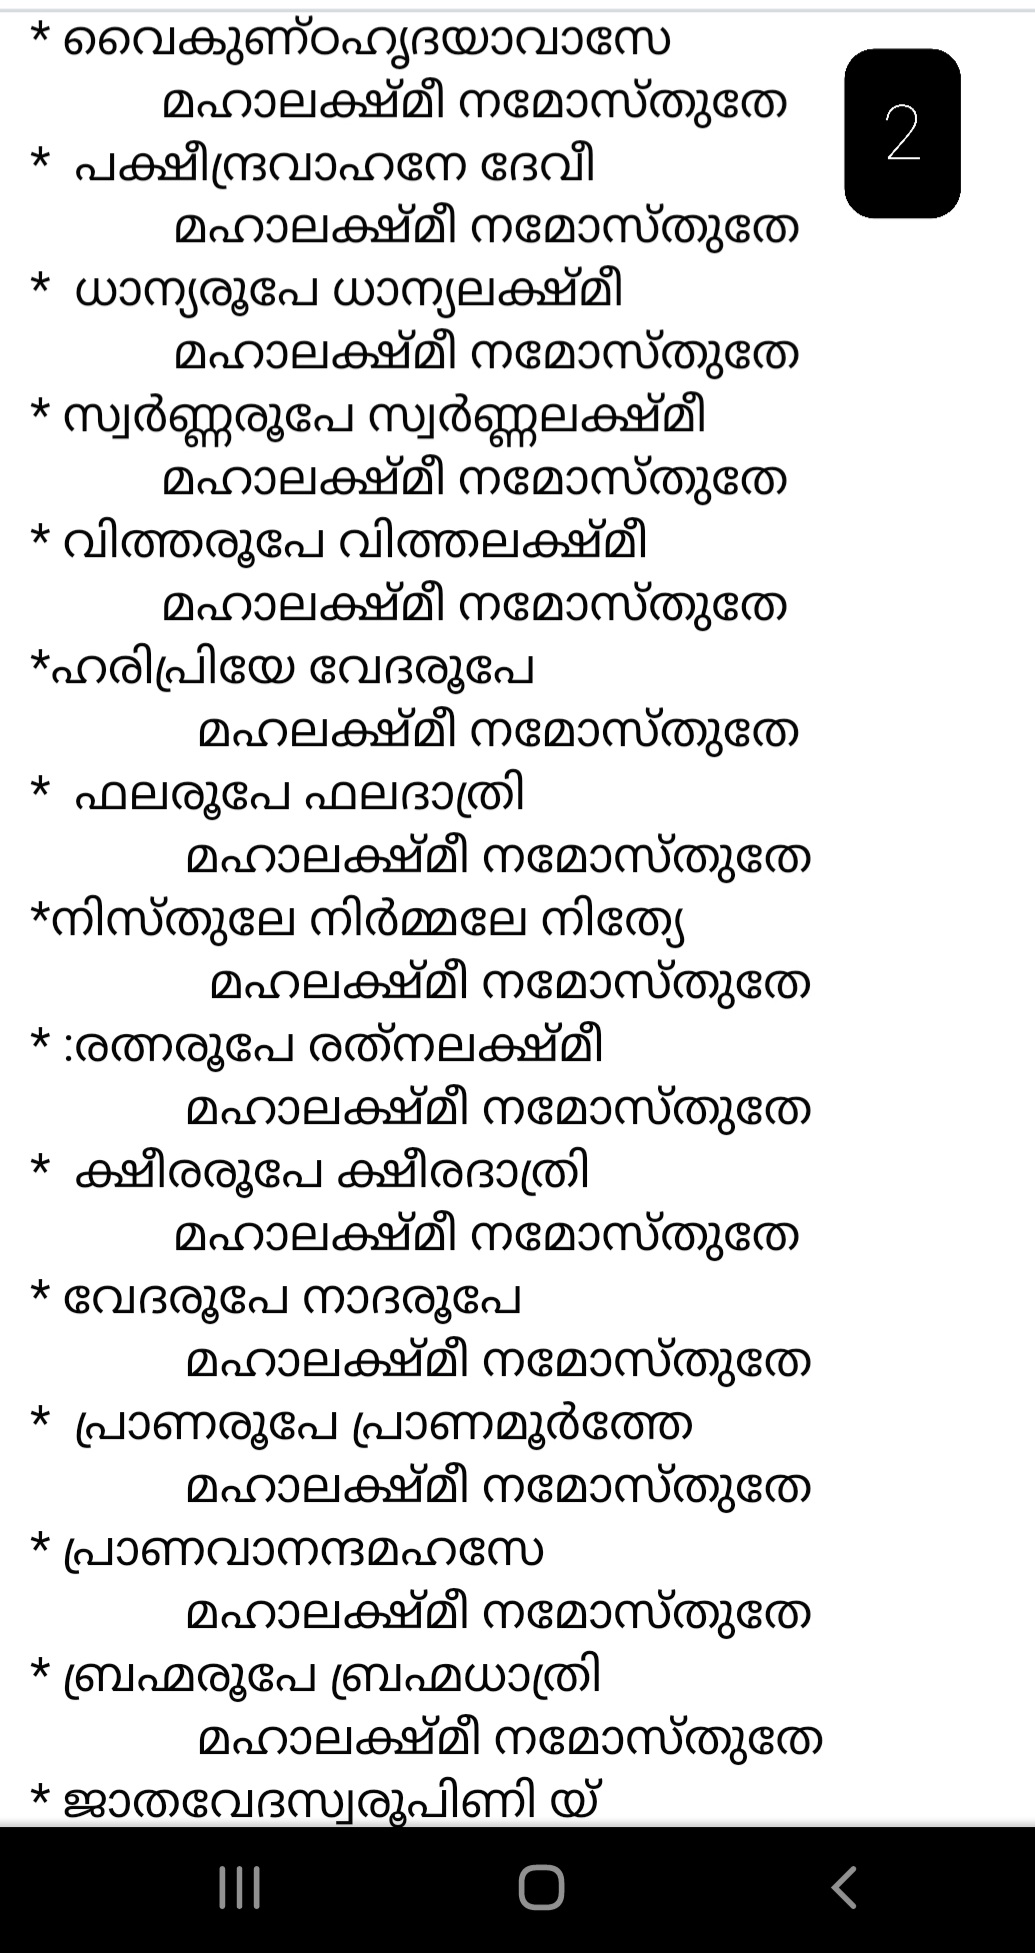 * വൈകുണ്ഠഹൃദയാവാസേ
മഹാലക്ഷ്മീ നമോസ്തുതേ
2
* പക്ഷീന്ദ്രവാഹനേ ദേവീ
മഹാലക്ഷ്മീ നമോസ്തുതേ
* ധാന്യരൂപേ ധാന്യലക്ഷ്മീ
മഹാലക്ഷ്മീ നമോസ്തുതേ
* സ്വർണ്ണരൂപേ സ്വർണ്ണലക്ഷ്മീ
മഹാലക്ഷ്മീ നമോസ്തുതേ
* വിത്തരൂപേ വിത്തലക്ഷ്മീ
മഹാലക്ഷ്മീ നമോസ്തുതേ
*ഹരിപ്രിയേ വേദരൂപേ
മഹലക്ഷ്മീ നമോസ്തുതേ
* ഫലരൂപേ ഫലദാത്രി
മഹാലക്ഷ്മീ നമോസ്തുതേ
*നിസ്തുലേ നിർമ്മലേ നിത്യേ
മഹലക്ഷ്മീ നമോസ്തുതേ
* :രത്നരൂപേ രത്‌നലക്ഷ്മീ
മഹാലക്ഷ്മീ നമോസ്തുതേ
* ക്ഷീരരൂപേ ക്ഷീരദാത്രി
മഹാലക്ഷ്മീ നമോസ്തുതേ
* വേദരൂപേ നാദരൂപേ
മഹാലക്ഷ്മീ നമോസ്തുതേ
* പ്രാണരൂപേ പ്രാണമൂർത്തേ
മഹാലക്ഷ്മീ നമോസ്തുതേ
* പ്രാണവാനന്ദമഹസേ
മഹാലക്ഷ്മീ നമോസ്തുതേ
* ബ്രഹ്മരൂപേ ബ്രഹ്മധാത്രി
മഹാലക്ഷ്മീ നമോസ്തുതേ
* ജാതവേദസ്വരൂപിണി യ്